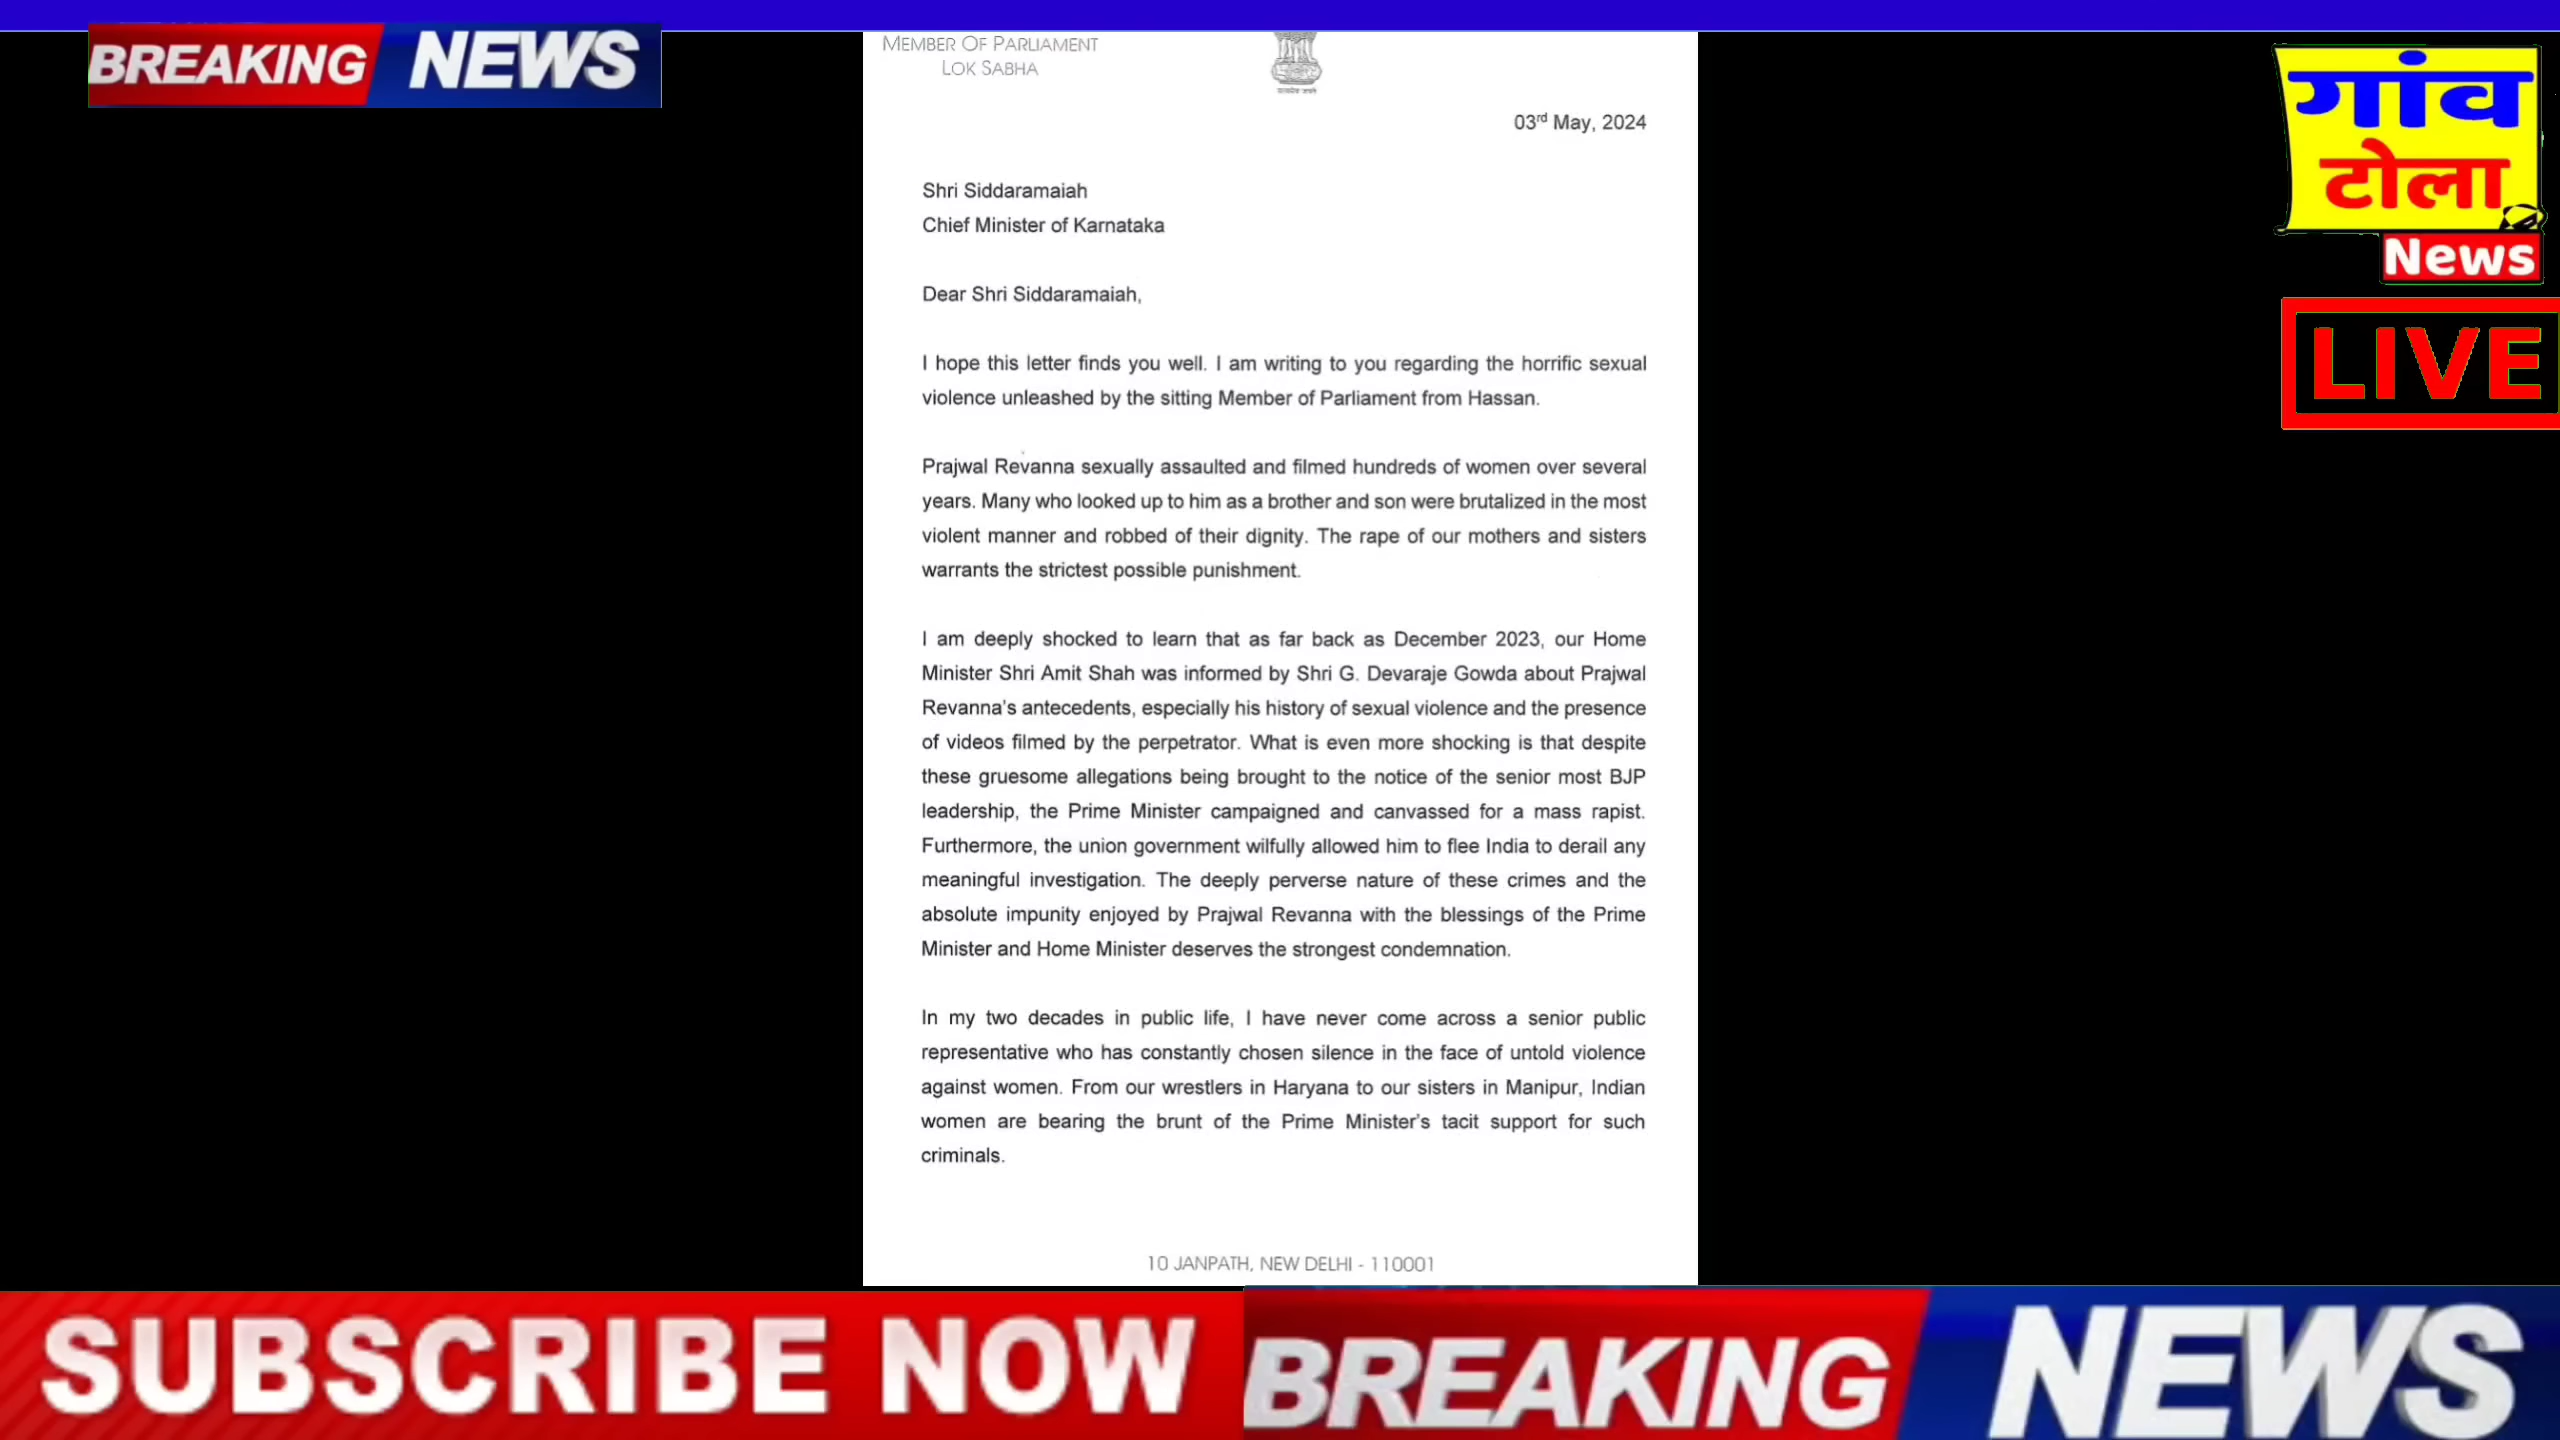 BREAKING NEWS
MEMBER OF PARLIAMENT
LOK SABHA
सत्यमेव जयते
03rd May, 2024
गांव
टोला
News
LIVE
Shri Siddaramaiah
Chief Minister of Karnataka
Dear Shri Siddaramaiah,
I hope this letter finds you well. I am writing to you regarding the horrific sexual
violence unleashed by the sitting Member of Parliament from Hassan.
Prajwal Revanna sexually assaulted and filmed hundreds of women over several
years. Many who looked up to him as a brother and son were brutalized in the most
violent manner and robbed of their dignity. The rape of our mothers and sisters
warrants the strictest possible punishment.
I am deeply shocked to learn that as far back as December 2023, our Home
Minister Shri Amit Shah was informed by Shri G. Devaraje Gowda about Prajwal
Revanna's antecedents, especially his history of sexual violence and the presence
of videos filmed by the perpetrator. What is even more shocking is that despite
these gruesome allegations being brought to the notice of the senior most BJP
leadership, the Prime Minister campaigned and canvassed for a mass rapist.
Furthermore, the union government wilfully allowed him to flee India to derail any
meaningful investigation. The deeply perverse nature of these crimes and the
absolute impunity enjoyed by Prajwal Revanna with the blessings of the Prime
Minister and Home Minister deserves the strongest condemnation.
In my two decades in public life, I have never come across a senior public
representative who has constantly chosen silence in the face of untold violence
against women. From our wrestlers in Haryana to our sisters in Manipur, Indian
women are bearing the brunt of the Prime Minister's tacit support for such
criminals.
10 JANPATH, NEW DELHI - 110001
SUBSCRIBE NOW
BREAKING NEWS